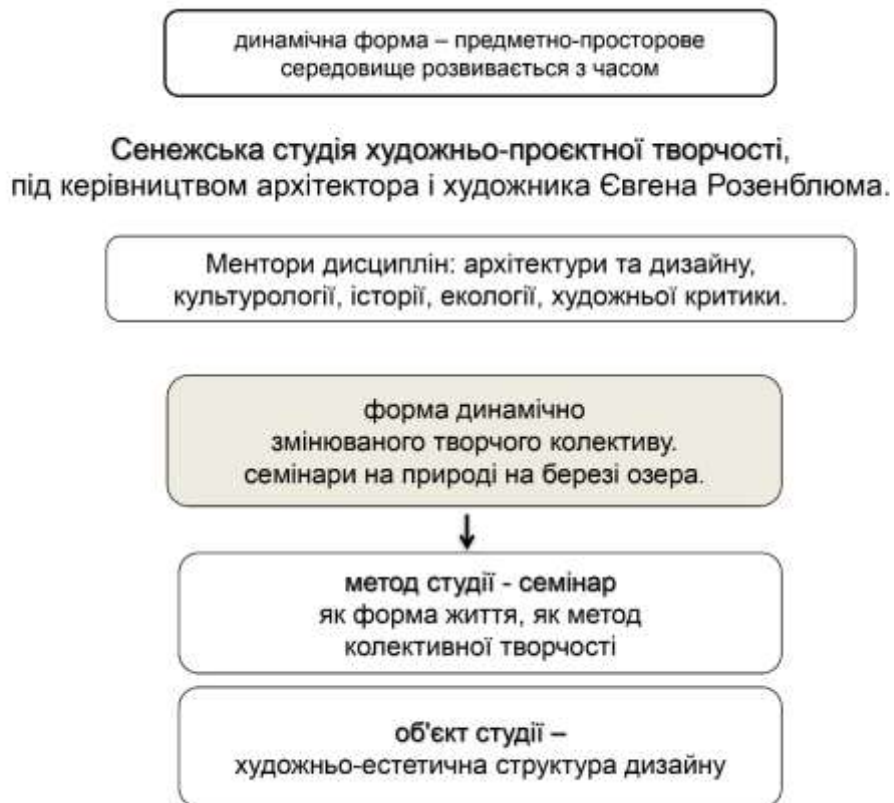 динамічна форма – предметно-просторове
середовище розвивається з часом
Сенежська студія художньо-проєктної творчості,
під керівництвом архітектора і художника Євгена Розенблюма.
Ментори дисциплін: архітектури та дизайну,
культурології, історії, екології, художньої критики.
форма динамічно
змінюваного творчого колективу.
семінари на природі на березі озера.
метод студії - семінар
як форма життя, як метод
колективної творчості
об'єкт студії –
художньо-естетична структура дизайну